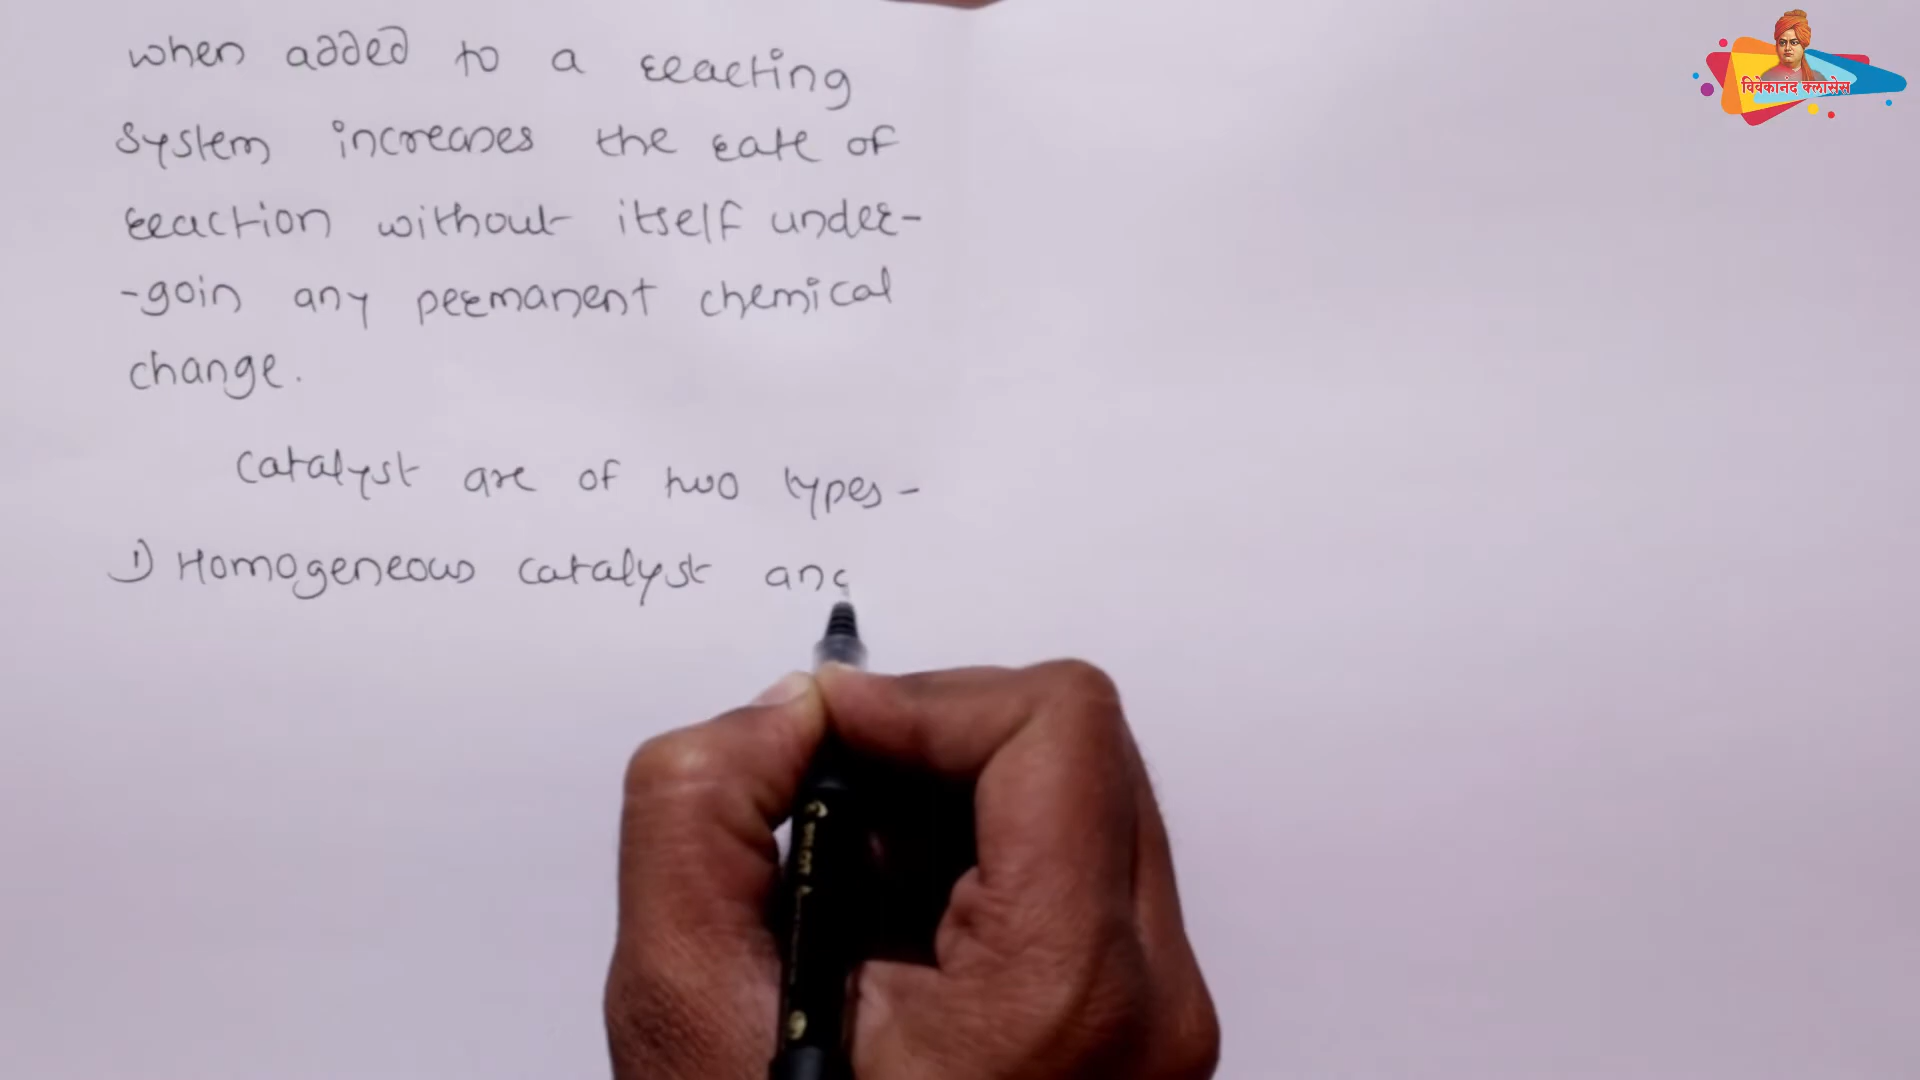 when added to a reacting
system increases the rate of
reaction without itself under-
-goin any permanent chemical
change.
catalyst are of two types-
1) Homogeneous catalyst and
विवेकानंद क्लासेस
PILOT